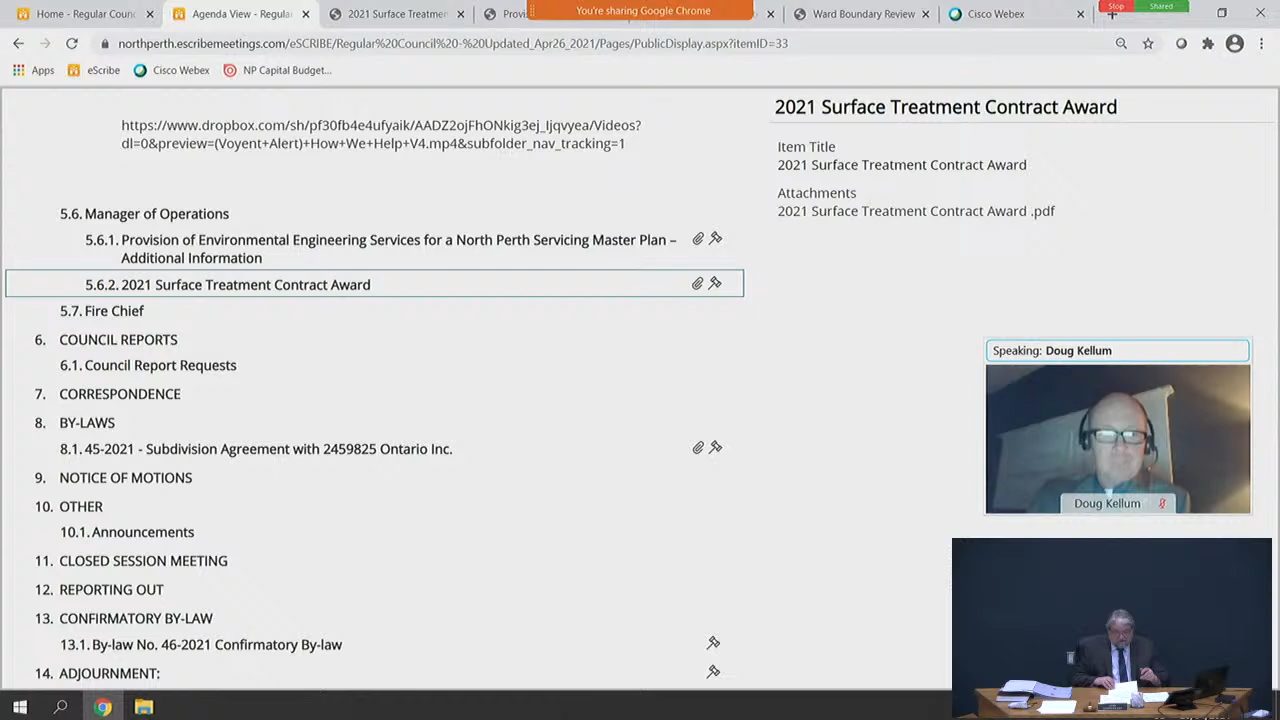 Home - Regular Counc
Agenda View - Regular
2021 Surface Treatment
Provi
You're sharing Google Chrome
Ward Boundary Review
Cisco Webex
Stop
Shared
northperth.escribemeetings.com/eSCRIBE/Regular%20Council%20-%20Updated_Apr26_2021/Pages/PublicDisplay.aspx?itemID=33
Apps
eScribe
Cisco Webex
NP Capital Budget...
https://www.dropbox.com/sh/pf30fb4e4ufyaik/AADZ2ojFhONkig3ej_Ijqvyea/Videos?
dl=0&preview=(Voyent+Alert)+How+We+Help+V4.mp4&subfolder_nav_tracking=1
5.6. Manager of Operations
5.6.1. Provision of Environmental Engineering Services for a North Perth Servicing Master Plan –
Additional Information
5.6.2. 2021 Surface Treatment Contract Award
5.7. Fire Chief
6. COUNCIL REPORTS
6.1. Council Report Requests
7. CORRESPONDENCE
8. BY-LAWS
8.1. 45-2021 - Subdivision Agreement with 2459825 Ontario Inc.
9. NOTICE OF MOTIONS
10. OTHER
10.1. Announcements
11. CLOSED SESSION MEETING
12. REPORTING OUT
13. CONFIRMATORY BY-LAW
13.1. By-law No. 46-2021 Confirmatory By-law
14. ADJOURNMENT:
2021 Surface Treatment Contract Award
Item Title
2021 Surface Treatment Contract Award
Attachments
2021 Surface Treatment Contract Award .pdf
Speaking: Doug Kellum
Doug Kellum